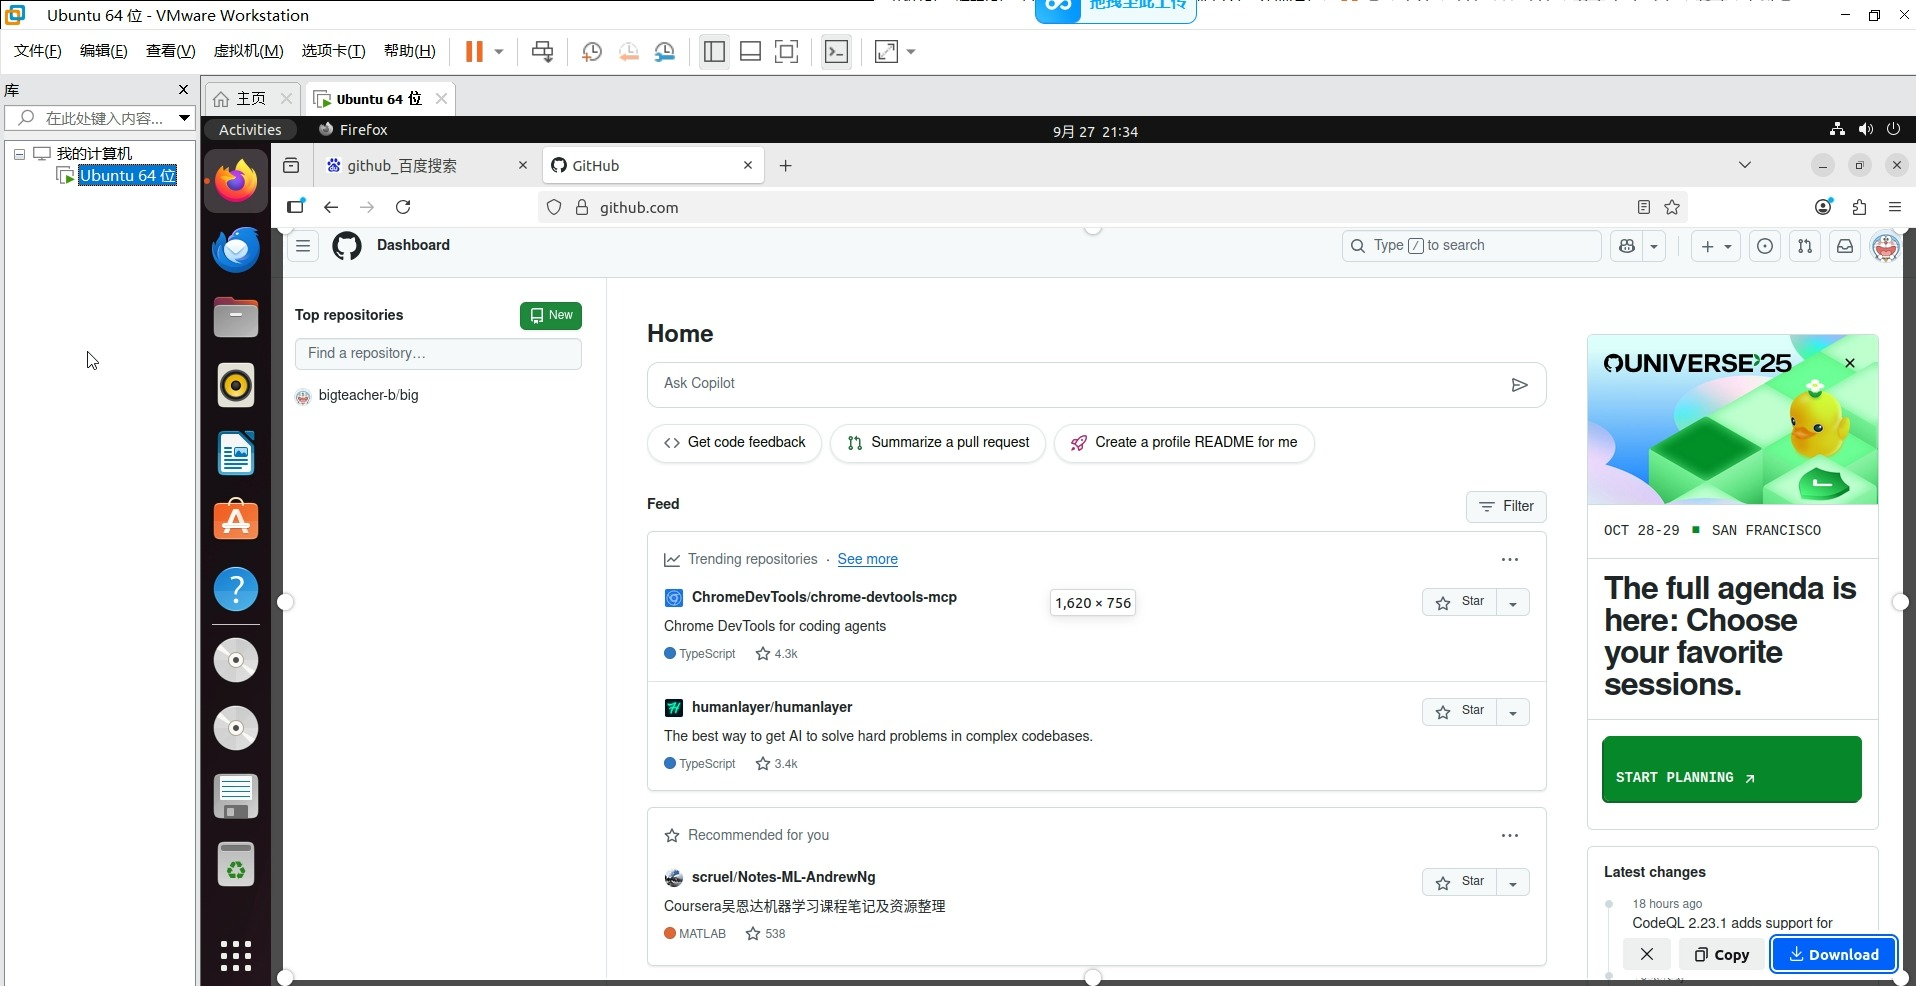 拖拽至此上传
Ubuntu 64 位 - VMware Workstation
文件(F) 编辑(E) 查看(V) 虚拟机(M) 选项卡(T) 帮助(H)
库
在此处键入内容...
我的计算机
Ubuntu 64 位
主页
Ubuntu 64 位
Activities
Firefox
9月 27 21:34
github_百度搜索
GitHub
github.com
Dashboard
Type / to search
Top repositories
New
Find a repository…
bigteacher-b/big
Home
Ask Copilot
Get code feedback
Summarize a pull request
Create a profile README for me
Feed
Filter
Trending repositories · See more
ChromeDevTools/chrome-devtools-mcp
1,620 × 756
Star
Chrome DevTools for coding agents
TypeScript
4.3k
humanlayer/humanlayer
Star
The best way to get AI to solve hard problems in complex codebases.
TypeScript
3.4k
Recommended for you
scruel/Notes-ML-AndrewNg
Star
Coursera吴恩达机器学习课程笔记及资源整理
MATLAB
538
UNIVERSE'25
OCT 28-29 SAN FRANCISCO
The full agenda is
here: Choose
your favorite
sessions.
START PLANNING
Latest changes
18 hours ago
CodeQL 2.23.1 adds support for
Copy
Download